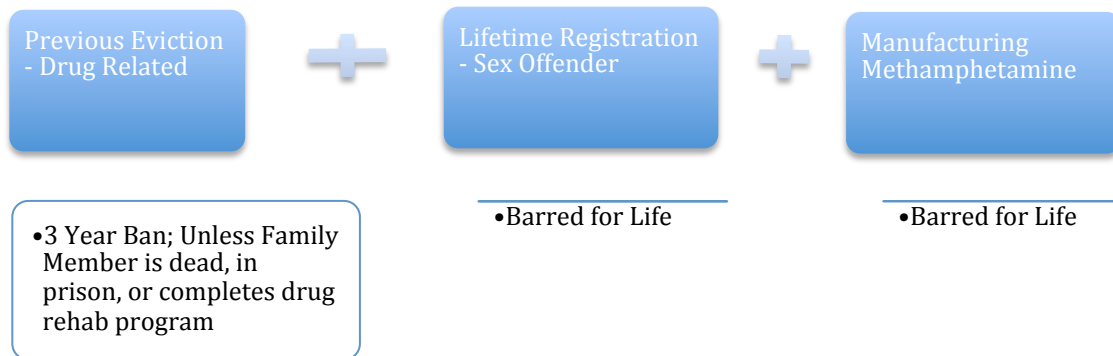 Previous Eviction
- Drug Related
Lifetime Registration
- Sex Offender
Manufacturing
Methamphetamine
•3 Year Ban; Unless Family
Member is dead, in
prison, or completes drug
rehab program
•Barred for Life
•Barred for Life